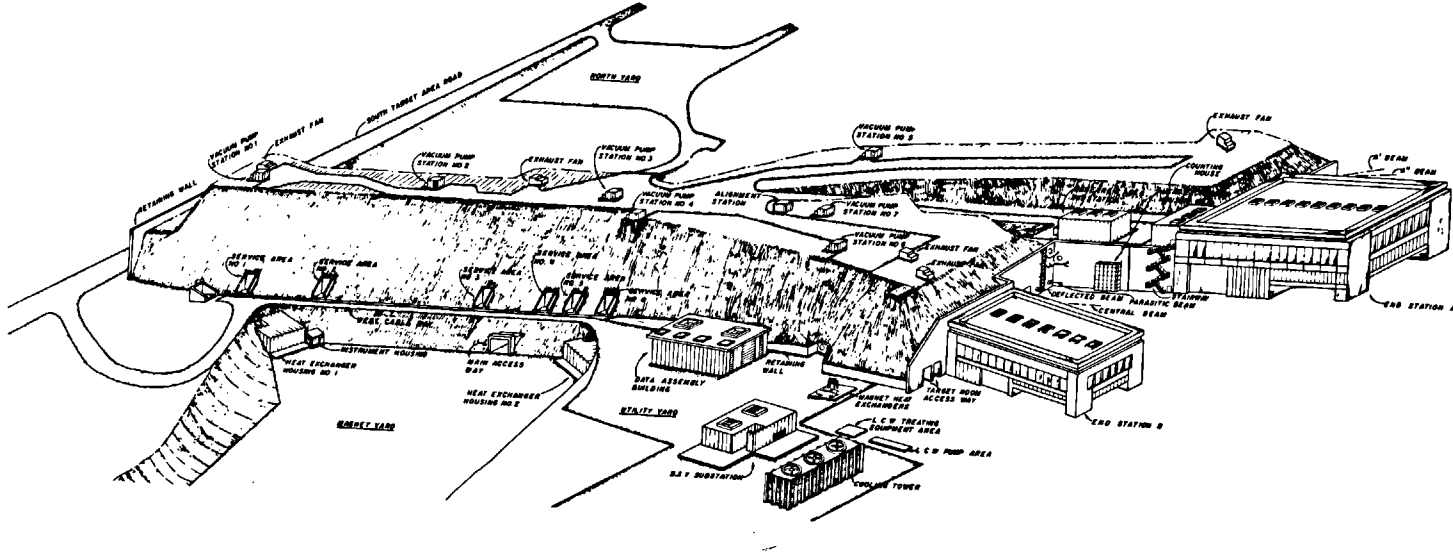 NORTH YARD
SOUTH TARGET AREA ROAD
EXHAUST FAN
VACUUM PUMP
STATION NO 1
RETAINING WALL
VACUUM PUMP
STATION NO 2
EXHAUST FAN
VACUUM PUMP
STATION NO 3
VACUUM PUMP
STATION NO 4
ALIGNMENT
STATION
VACUUM PUMP
STATION NO 5
VACUUM PUMP
STATION NO 7
VACUUM PUMP
EXHAUST FAN
EXHAUST FAN
EXHAUST FAN
COUNTING
HOUSE
BEAM
BEAM
SERVICE AREA
NO 1
SERVICE AREA
SERVICE AREA
SERVICE AREA
NO. 4
SERVICE AREA
SERVICE AREA
DEFLECTED BEAM
PARASITIC BEAM
STAIRWAY
CENTRAL BEAM
END STATION
INSTRUMENT HOUSING
HEAT EXCHANGER
HOUSING NO 1
MAIN ACCESS
WAY
HEAT EXCHANGER
HOUSING NO 2
DATA ASSEMBLY
BUILDING
RETAINING
WALL
MAGNET HEAT
EXCHANGERS
TARGET ROOM
ACCESS WAY
END STATION B
MAGNET YARD
UTILITY YARD
L C W TREATING
EQUIPMENT AREA
L C W PUMP AREA
SUBSTATION
COOLING TOWER